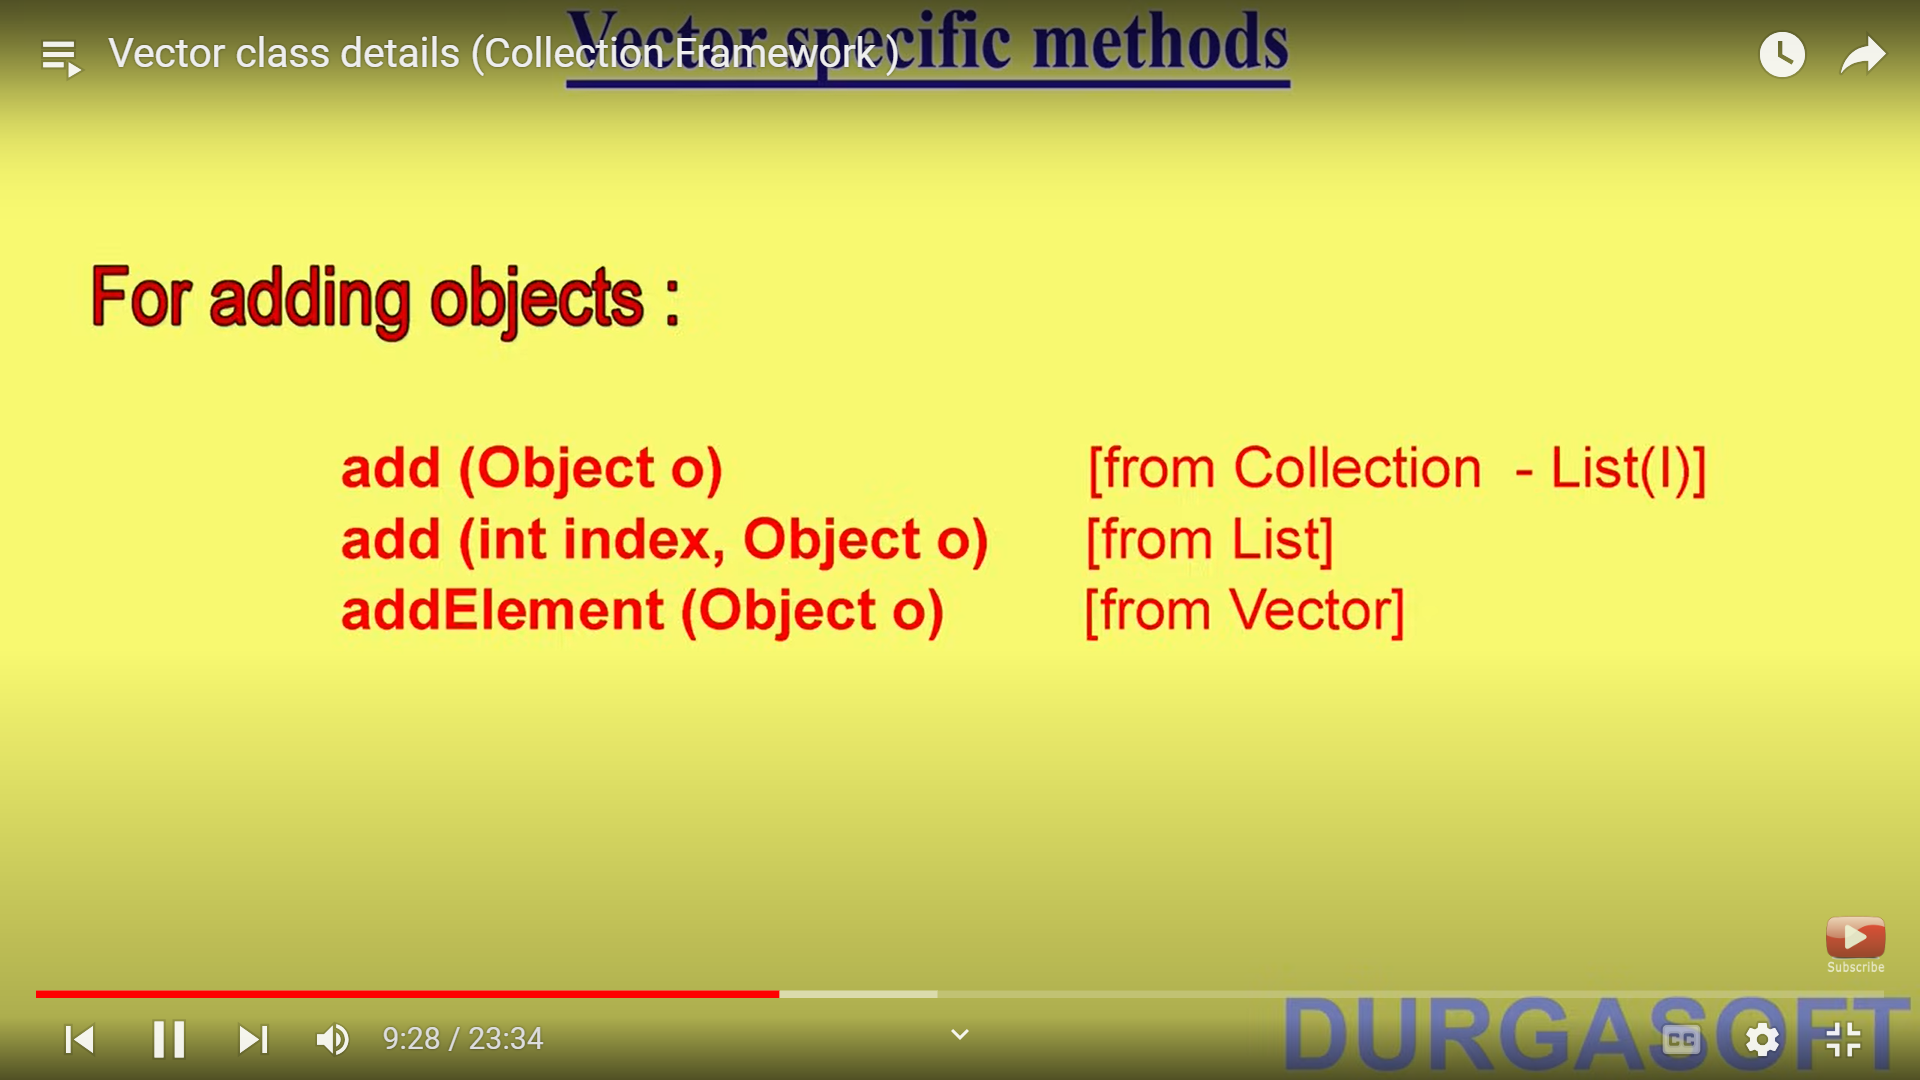 Vector specific methods
Vector class details (Collection Framework )
For adding objects :
add (Object o) [from Collection - List(I)]
add (int index, Object o) [from List]
addElement (Object o) [from Vector]
Subscribe
9:28 / 23:34
DURGASOFT
CC